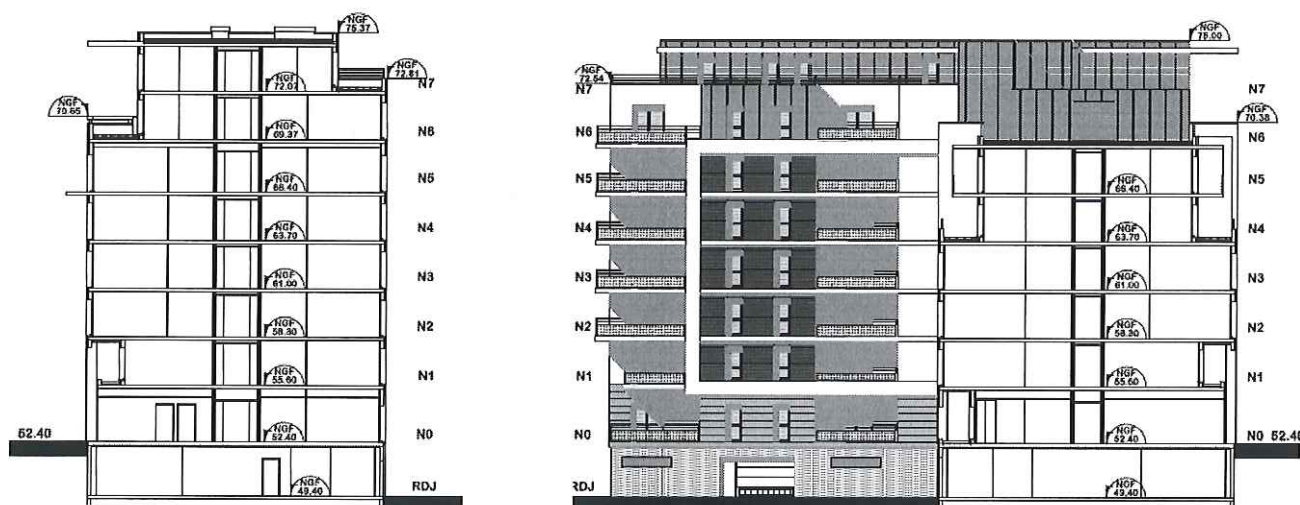 NGF
75.37
NGF
72.81
N7
NGF
72.07
NGF
70.65
N6
NGF
69.37
N5
NGF
66.40
N4
NGF
63.70
N3
NGF
61.00
N2
NGF
58.30
N1
NGF
55.60
52.40
N0
NGF
52.40
RDJ
NGF
49.40
NGF
75.00
NGF
72.54
N7
N7
NGF
70.38
N6
N6
N5
NGF
66.40
N5
N4
NGF
63.70
N4
N3
NGF
61.00
N3
N2
NGF
58.30
N2
N1
NGF
55.60
N1
N0
NGF
52.40
N0 52.40
RDJ
NGF
49.40